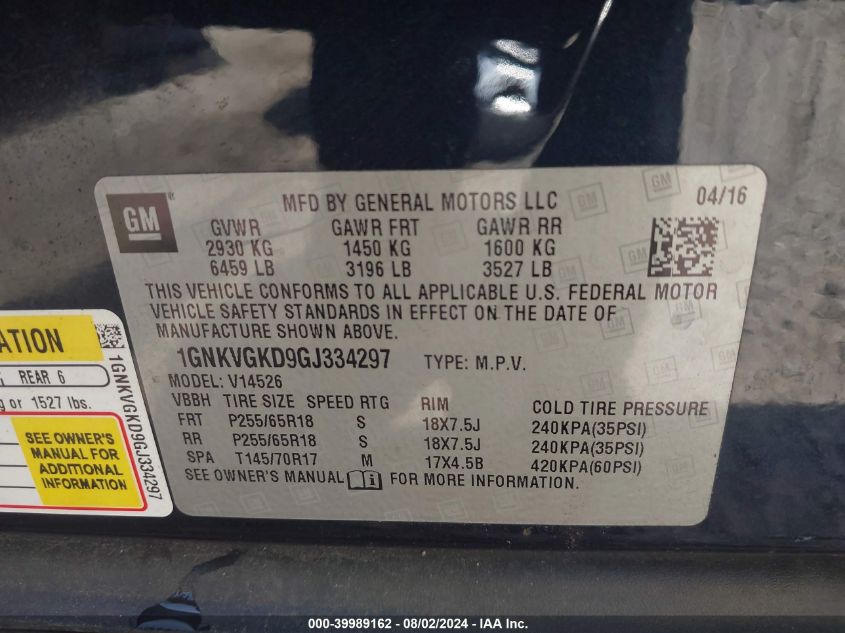 GM
MFD BY GENERAL MOTORS LLC 04/16
GVWR GAWR FRT GAWR RR
2930 KG 1450 KG 1600 KG
6459 LB 3196 LB 3527 LB
THIS VEHICLE CONFORMS TO ALL APPLICABLE U.S. FEDERAL MOTOR
VEHICLE SAFETY STANDARDS IN EFFECT ON THE DATE OF
MANUFACTURE SHOWN ABOVE.
1GNKVGKD9GJ334297 TYPE: M.P.V.
MODEL: V14526
VBBH TIRE SIZE SPEED RTG RIM COLD TIRE PRESSURE
FRT P255/65R18 S 18X7.5J 240KPA(35PSI)
RR P255/65R18 S 18X7.5J 240KPA(35PSI)
SPA T145/70R17 M 17X4.5B 420KPA(60PSI)
SEE OWNER'S MANUAL FOR MORE INFORMATION.
REAR 6
or 1527 lbs.
SEE OWNER'S
MANUAL FOR
ADDITIONAL
INFORMATION
1GNKVGKD9GJ334297
000-39989162 - 08/02/2024 - IAA Inc.